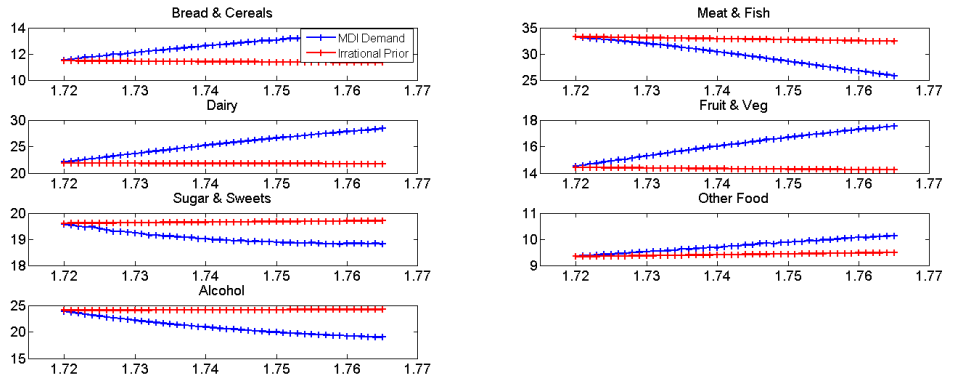 Bread & Cereals
14
12
10
MDI Demand
Irrational Prior
1.72 1.73 1.74 1.75 1.76 1.77
Meat & Fish
35
30
25
1.72 1.73 1.74 1.75 1.76 1.77
Dairy
30
25
20
1.72 1.73 1.74 1.75 1.76 1.77
Fruit & Veg
18
16
14
1.72 1.73 1.74 1.75 1.76 1.77
Sugar & Sweets
20
19
18
1.72 1.73 1.74 1.75 1.76 1.77
Other Food
11
10
9
1.72 1.73 1.74 1.75 1.76 1.77
Alcohol
25
20
15
1.72 1.73 1.74 1.75 1.76 1.77